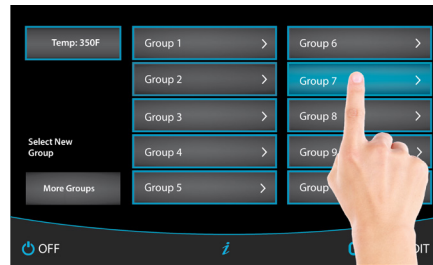 Temp: 350F
Group 1
Group 6
Group 2
Group 7
Group 3
Group 8
Select New
Group
Group 4
Group 9
More Groups
Group 5
Group
OFF
i